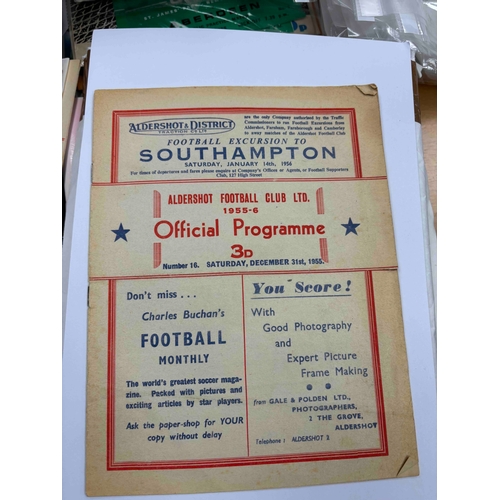 ABERDEEN
ALDERSHOT & DISTRICT
TRACTION CO LTD
are the only Company authorised by the Traffic
Commissioners to run Football Excursions from
Aldershot, Farnham, Farnborough and Camberley
to away matches of the Aldershot Football Club
FOOTBALL EXCURSION TO
SOUTHAMPTON
SATURDAY, JANUARY 14th, 1956
For times of departures and fares please enquire at Company's Offices or Agents, or Football Supporters
Club, 127 High Street
ALDERSHOT FOOTBALL CLUB LTD.
1955-6
Official Programme
3D
Number 16. SATURDAY, DECEMBER 31st, 1955.
Don't miss . . .
Charles Buchan's
FOOTBALL
MONTHLY
The world's greatest soccer maga-
zine. Packed with pictures and
exciting articles by star players.
Ask the paper-shop for YOUR
copy without delay
You Score!
With
Good Photography
and
Expert Picture
Frame Making
from GALE & POLDEN LTD.,
PHOTOGRAPHERS,
2 THE GROVE,
ALDERSHOT
Telephone : ALDERSHOT 2